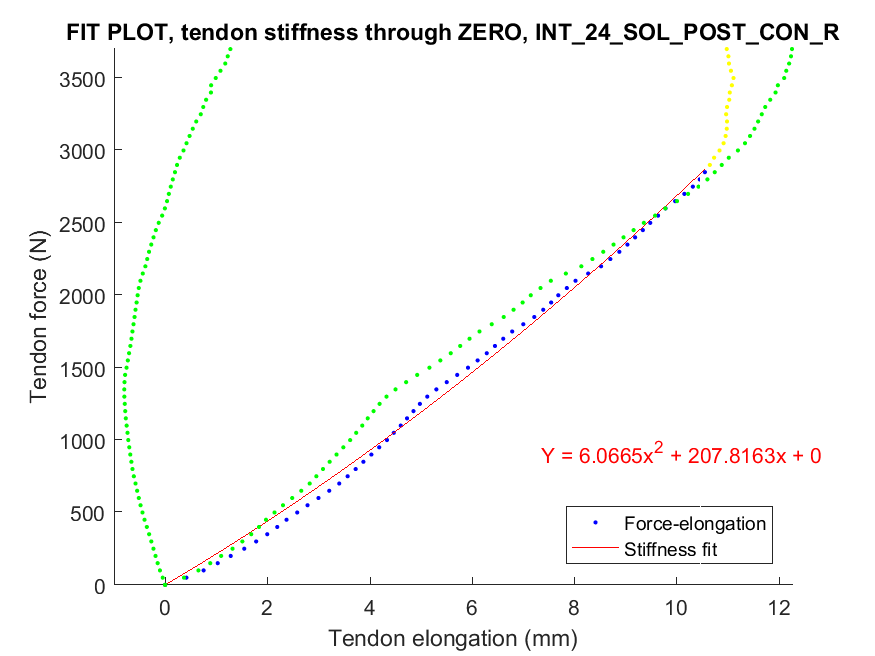 FIT PLOT, tendon stiffness through ZERO, INT_24_SOL_POST_CON_R
3500
3000
2500
2000
1500
1000
500
0
Tendon force (N)
Y = 6.0665x² + 207.8163x + 0
Force-elongation
Stiffness fit
0 2 4 6 8 10 12
Tendon elongation (mm)